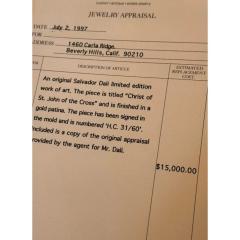 JEWELRY APPRAISAL
DATE July 2, 1997
FOR
ADDRESS 1460 Carla Ridge,
Beverly Hills, Calif. 90210
DESCRIPTION OF ARTICLE
ESTIMATED
REPLACEMENT
COST
An original Salvador Dali limited edition
work of art. The piece is titled "Christ of
St. John of the Cross" and is finished in a
gold patina. The piece has been signed in
the mold and is numbered 'H.C. 31/60'.
Included is a copy of the original appraisal
provided by the agent for Mr. Dali.
$15,000.00